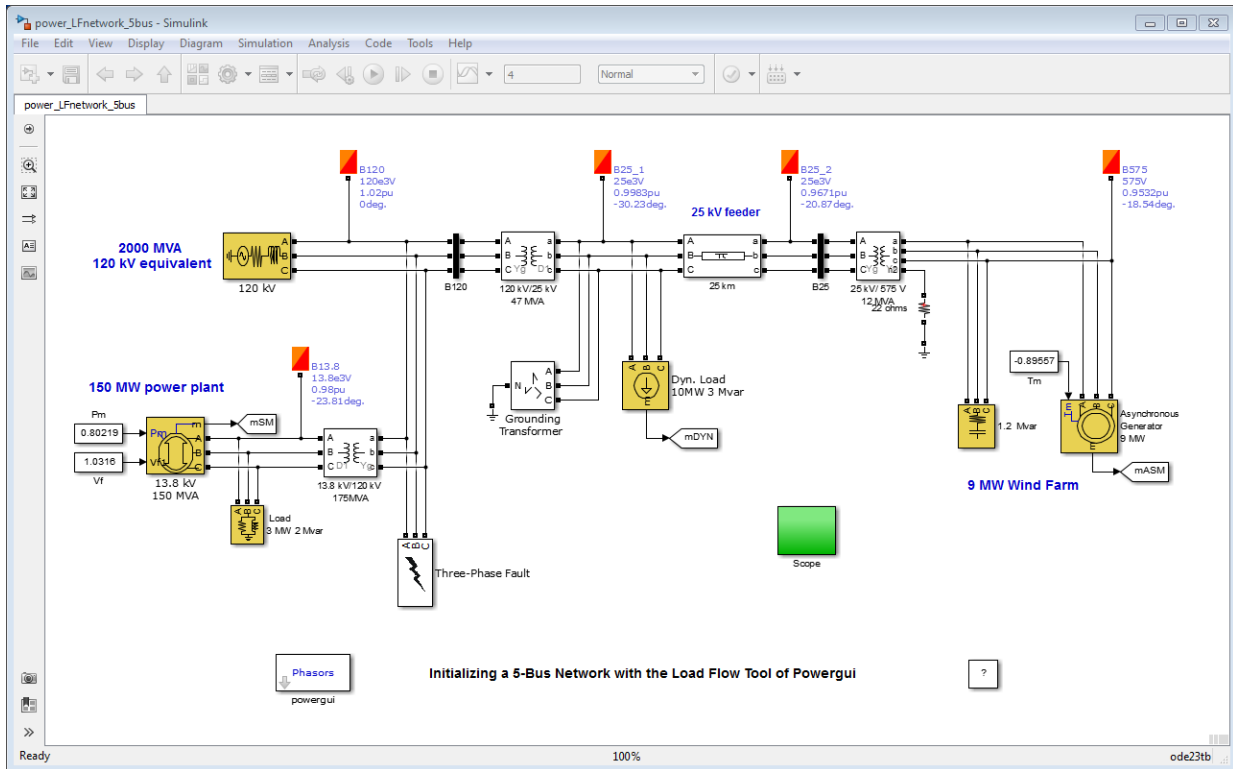 power_LFnetwork_5bus - Simulink
File Edit View Display Diagram Simulation Analysis Code Tools Help
4
Normal
power_LFnetwork_5bus
B120
120e3V
1.02pu
0deg.
B25_1
25e3V
0.9983pu
-30.23deg.
B25_2
25e3V
0.9671pu
-20.87deg.
B575
575V
0.9532pu
-18.54deg.
25 kV feeder
2000 MVA
120 kV equivalent
A
B
C
120 kV
B120
A
B
C
a
b
c
Yg
D1
120 kV/25 kV
47 MVA
A
B
C
a
b
c
25 km
B25
A
B
C
a
b
c
n2
Yg
25 kV/ 575 V
12 MVA
22 ohms
B13.8
13.8e3V
0.98pu
-23.81deg.
150 MW power plant
Pm
0.80219
1.0316
Vf
Pm
Vf
m
A
B
C
mSM
13.8 kV
150 MVA
A
B
C
a
b
c
D1
Yg
13.8 kV/120 kV
175MVA
A B C
Load
3 MW 2 Mvar
A B C
Three-Phase Fault
N
A
B
C
Grounding
Transformer
A B C
m
Dyn. Load
10MW 3 Mvar
mDYN
-0.89557
Tm
A B C
1.2 Mvar
Tm
A B C
m
Asynchronous
Generator
9 MW
mASM
9 MW Wind Farm
Scope
Phasors
powergui
Initializing a 5-Bus Network with the Load Flow Tool of Powergui
?
Ready
100%
ode23tb